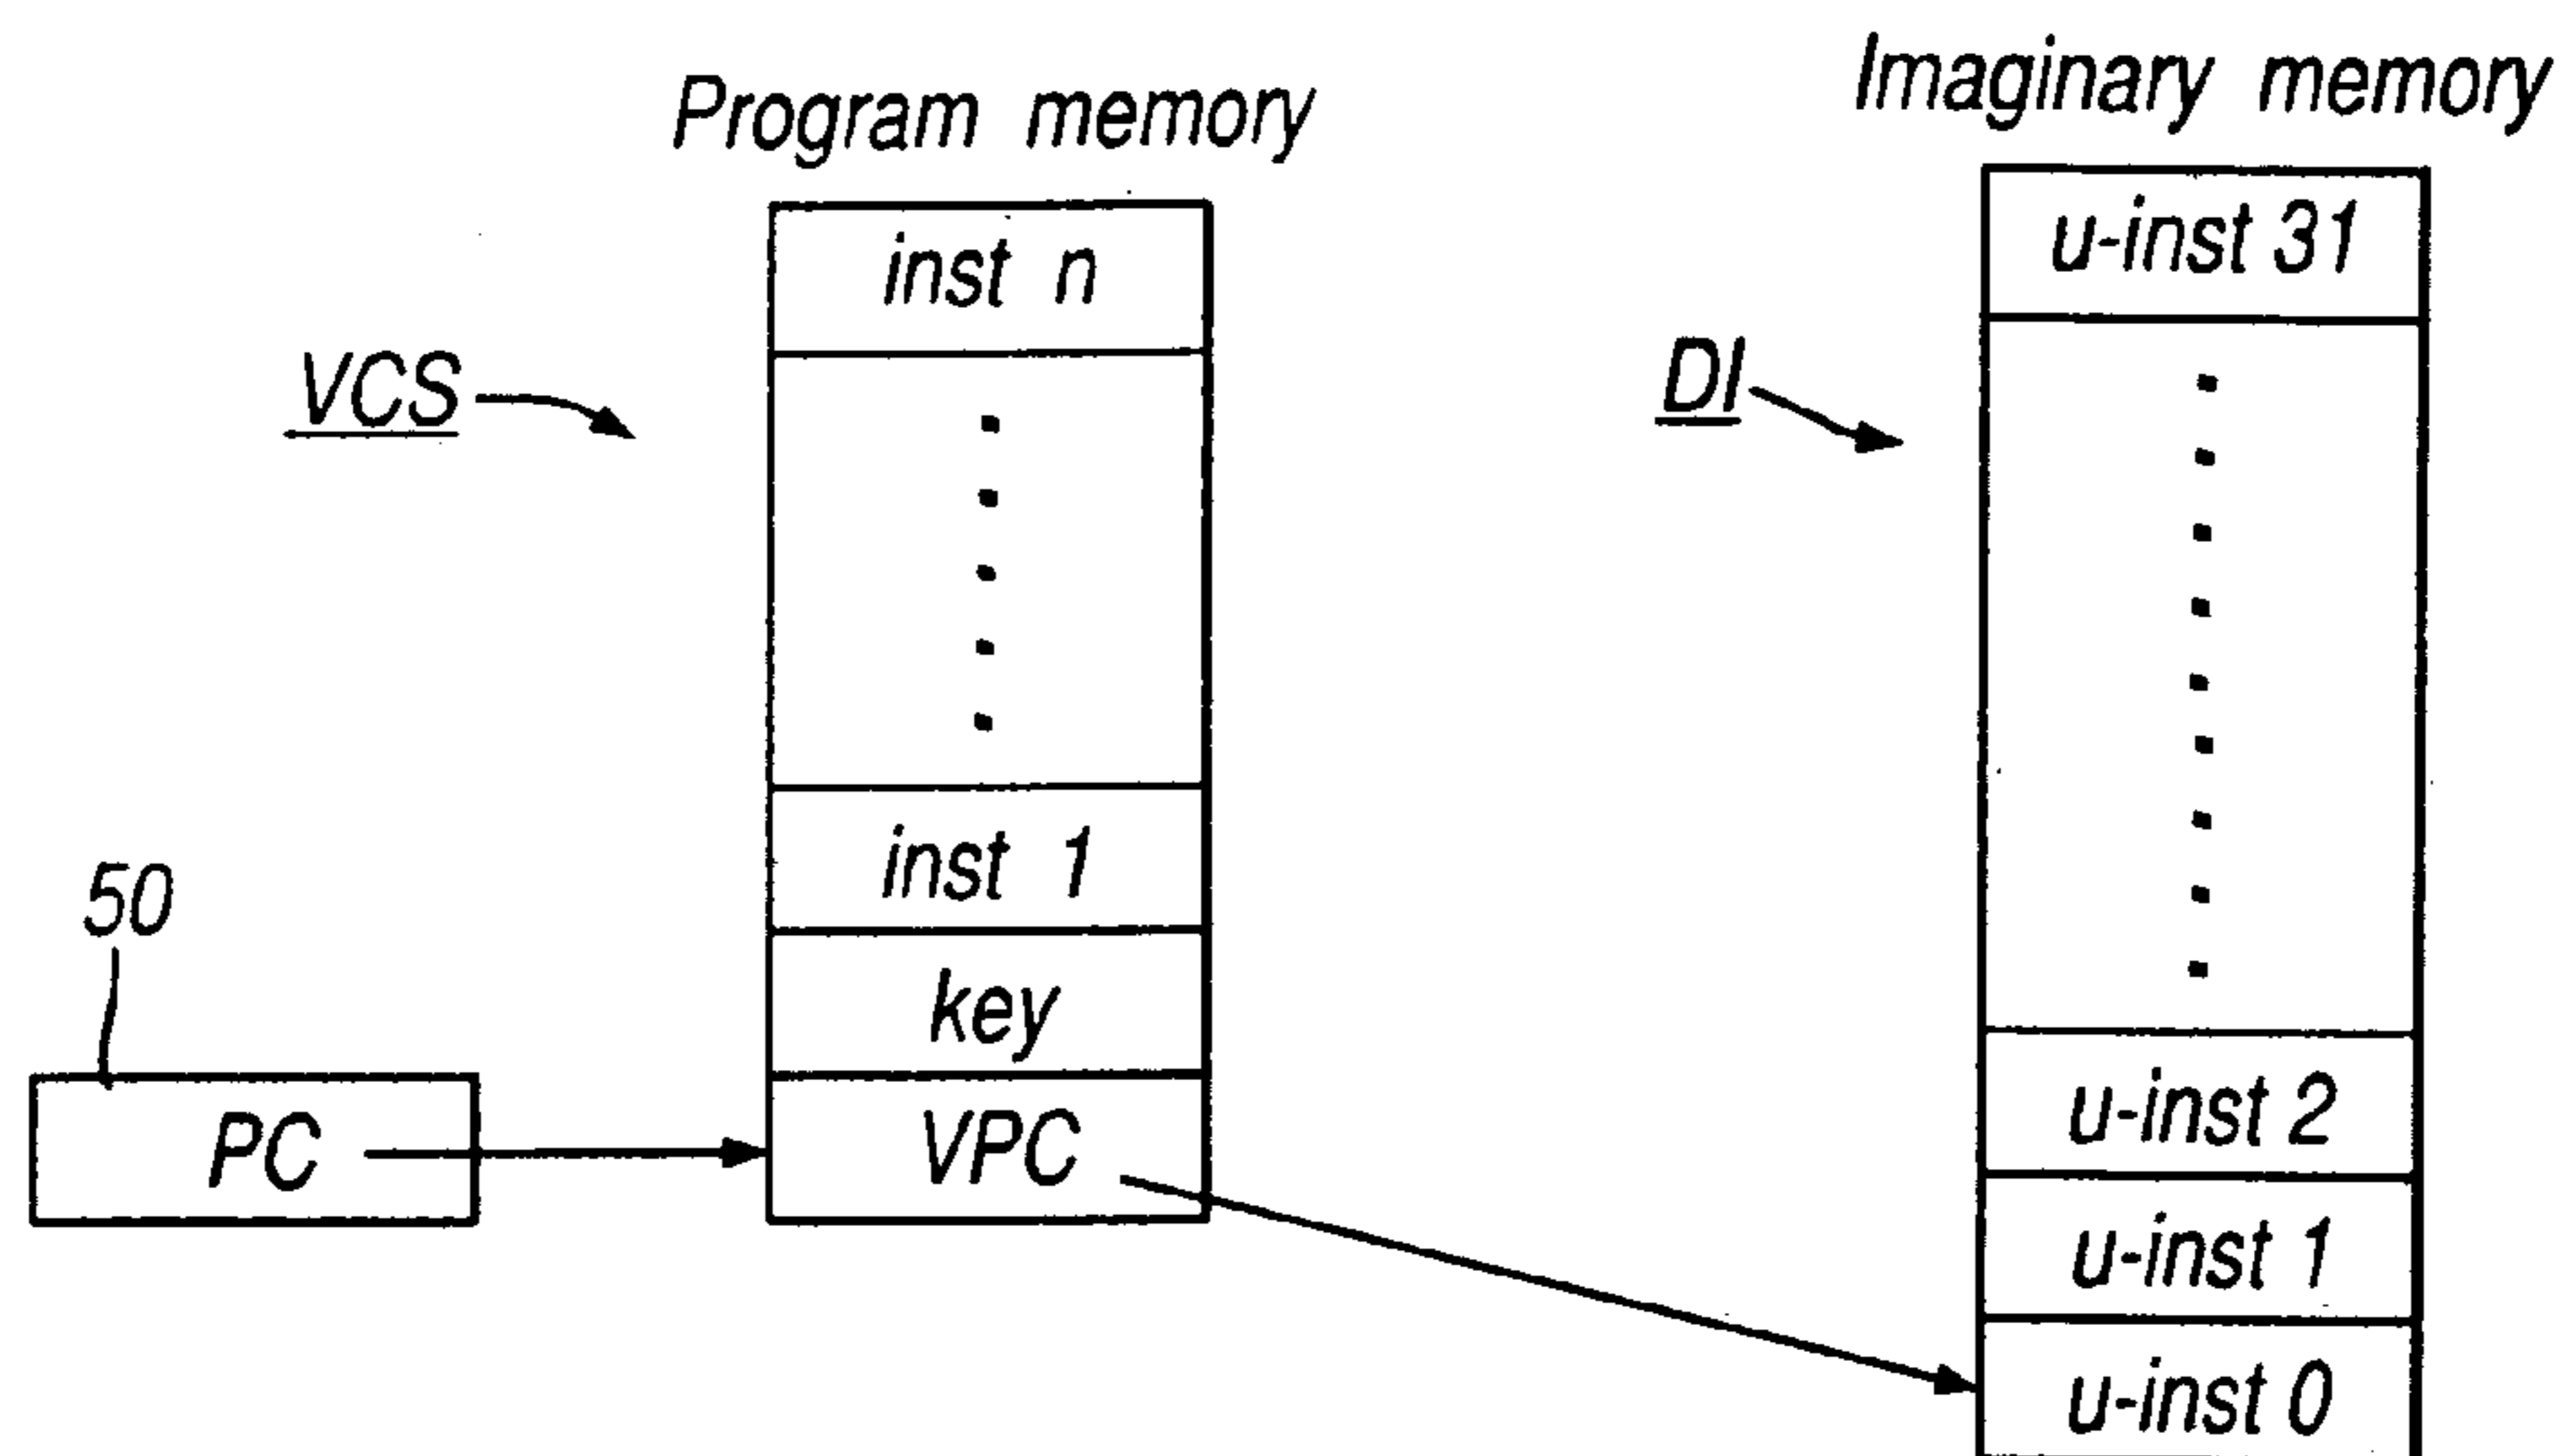 Program memory
inst n
VCS
inst 1
key
VPC
50
PC
Imaginary memory
u-inst 31
DI
u-inst 2
u-inst 1
u-inst 0